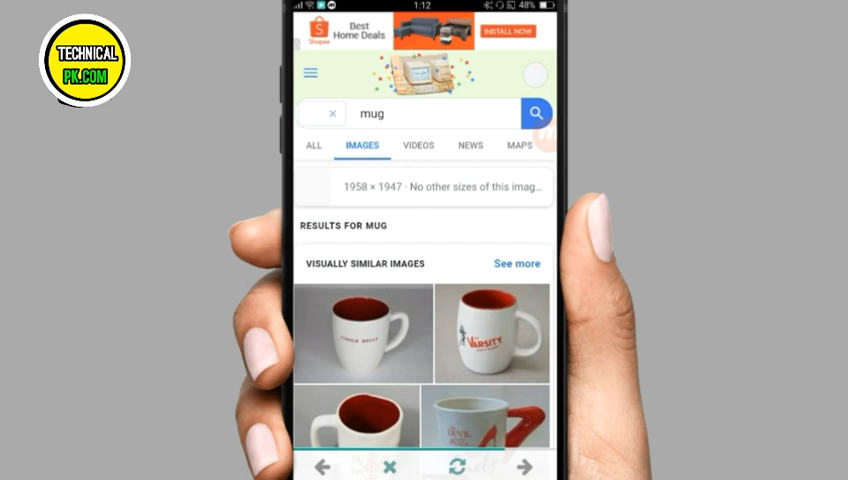 TECHNICAL
PK.COM
1:12
48%
Shopee
Best
Home Deals
INSTALL NOW
mug
ALL
IMAGES
VIDEOS
NEWS
MAPS
1958 × 1947 · No other sizes of this imag...
RESULTS FOR MUG
VISUALLY SIMILAR IMAGES
See more
VARSITY
DEVIL